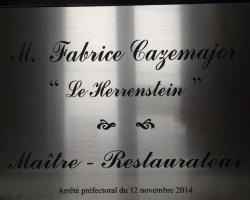 M. Fabrice Cazemajor
“ Le Herrenstein ”
Maître - Restaurateur
Arrêté préfectoral du 12 novembre 2014